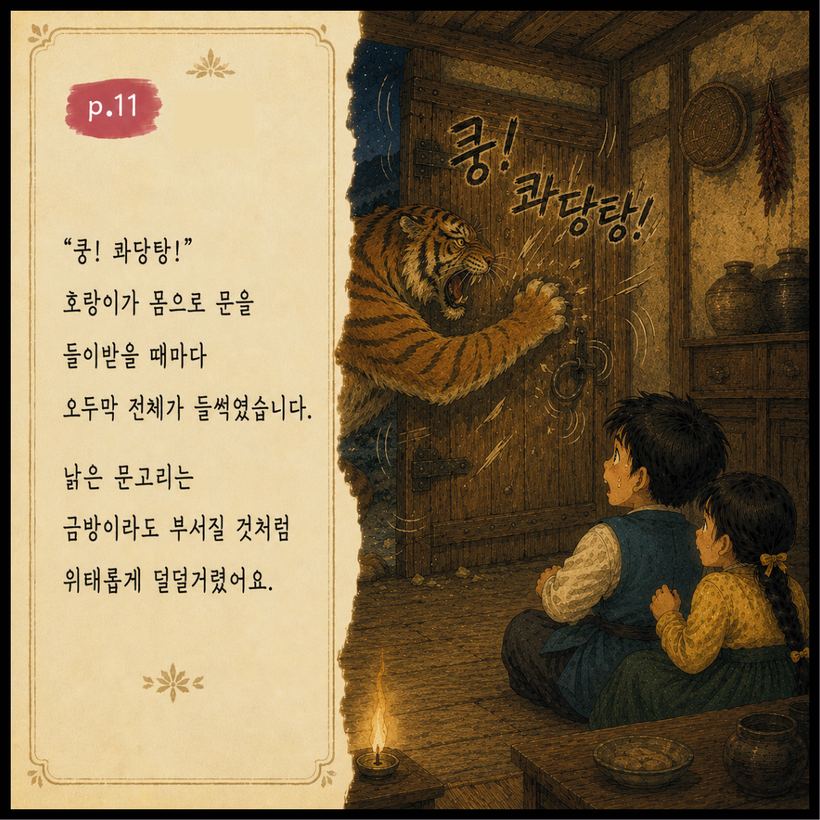 p.11
“쿵! 콰당탕!”
호랑이가 몸으로 문을
들이받을 때마다
오두막 전체가 들썩였습니다.
낡은 문고리는
금방이라도 부서질 것처럼
위태롭게 덜덜거렸어요.
쿵!
콰당탕!